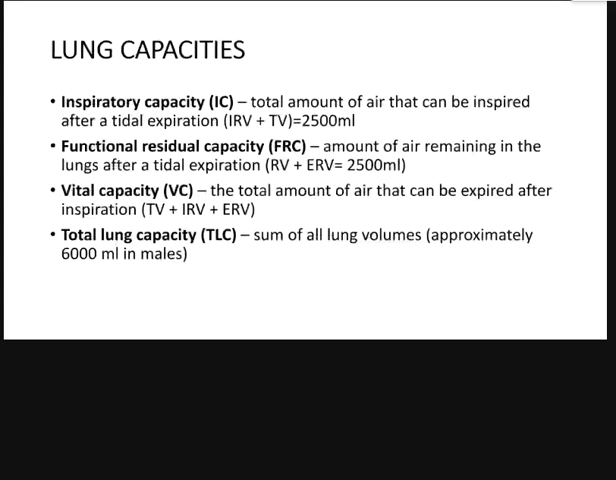 LUNG CAPACITIES
• Inspiratory capacity (IC) – total amount of air that can be inspired
after a tidal expiration (IRV + TV)=2500ml
• Functional residual capacity (FRC) – amount of air remaining in the
lungs after a tidal expiration (RV + ERV= 2500ml)
• Vital capacity (VC) – the total amount of air that can be expired after
inspiration (TV + IRV + ERV)
• Total lung capacity (TLC) – sum of all lung volumes (approximately
6000 ml in males)